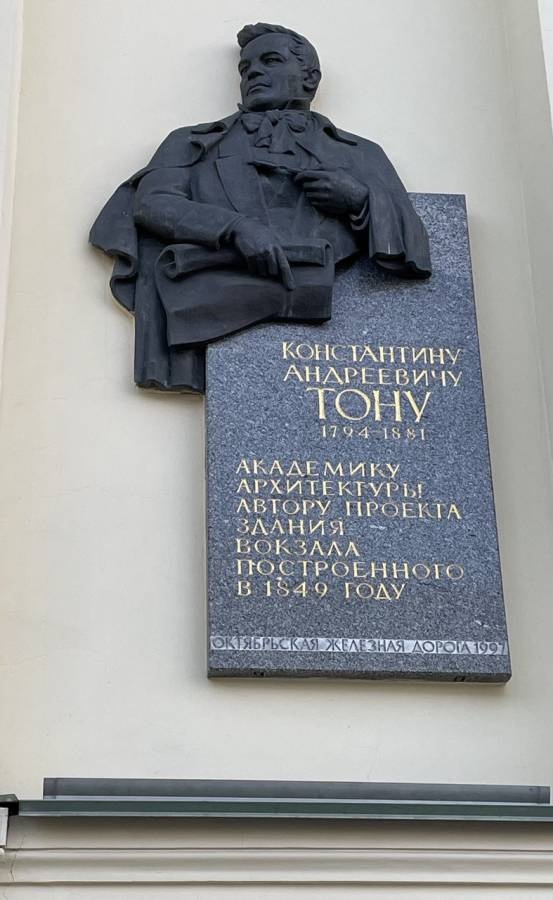 КОНСТАНТИНУ
АНДРЕЕВИЧУ
ТОНУ
1794-1881
АКАДЕМИКУ
АРХИТЕКТУРЫ
АВТОРУ ПРОЕКТА
ЗДАНИЯ
ВОКЗАЛА
ПОСТРОЕННОГО
В 1849 ГОДУ
ОКТЯБРЬСКАЯ ЖЕЛЕЗНАЯ ДОРОГА 1997